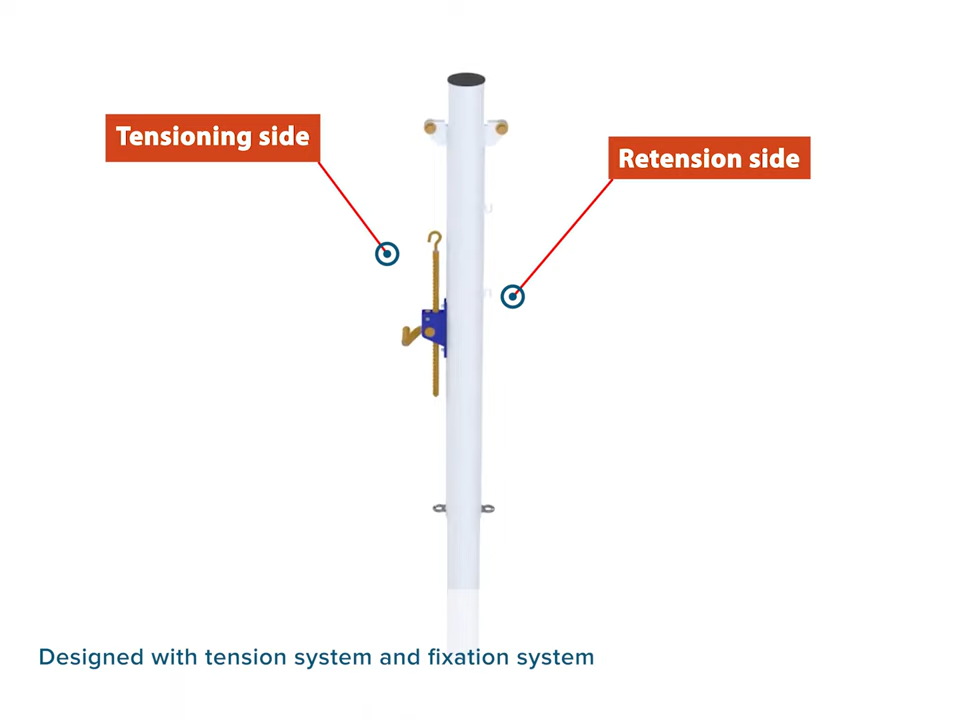 Tensioning side
Retension side
Designed with tension system and fixation system